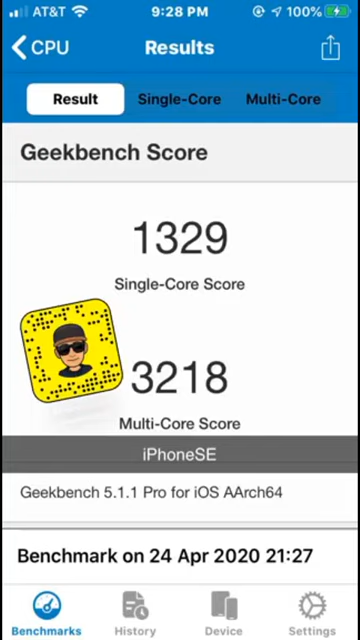 AT&T 9:28 PM 100%
CPU Results
Result Single-Core Multi-Core
Geekbench Score
1329
Single-Core Score
3218
Multi-Core Score
iPhoneSE
Geekbench 5.1.1 Pro for iOS AArch64
Benchmark on 24 Apr 2020 21:27
Benchmarks History Device Settings